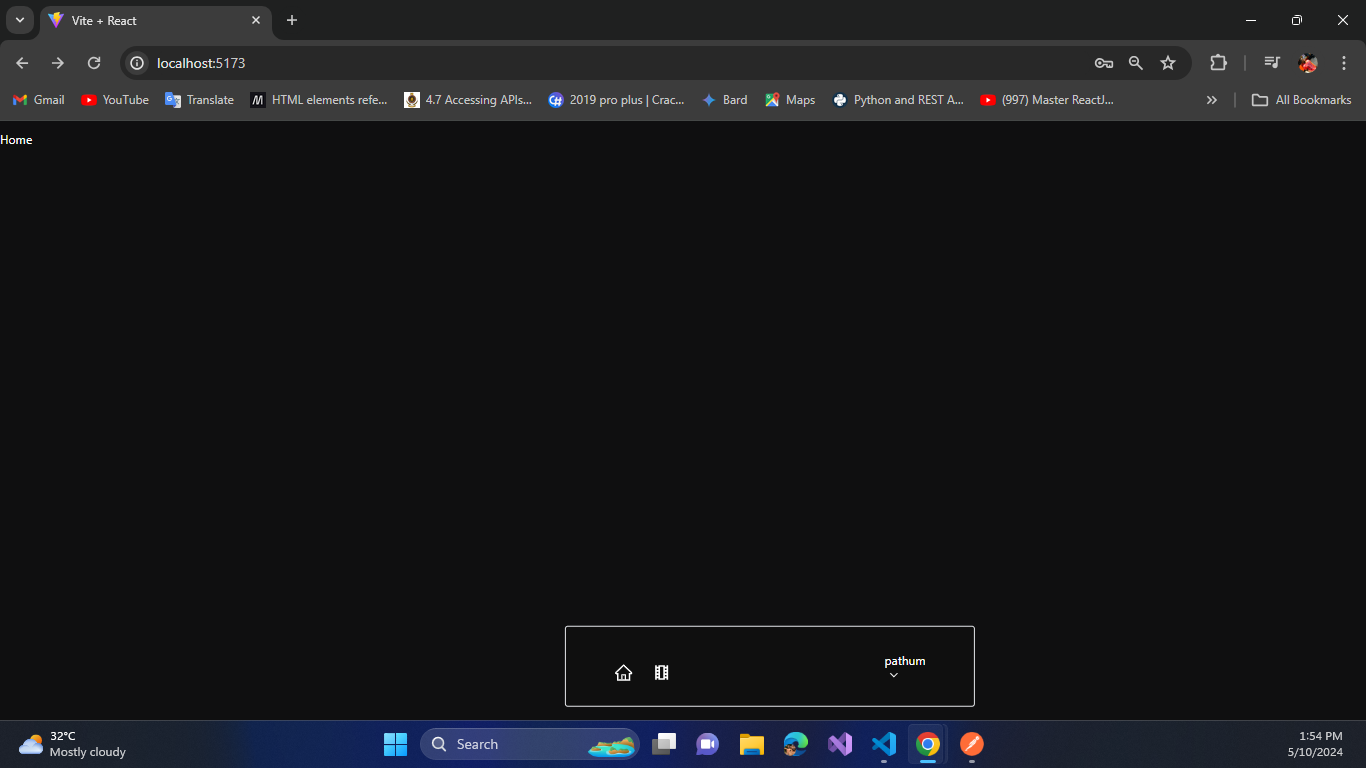 Vite + React
localhost:5173
Gmail
YouTube
Translate
HTML elements refe...
4.7 Accessing APIs...
2019 pro plus | Crac...
Bard
Maps
Python and REST A...
(997) Master ReactJ...
All Bookmarks
Home
pathum
32°C
Mostly cloudy
Search
1:54 PM
5/10/2024